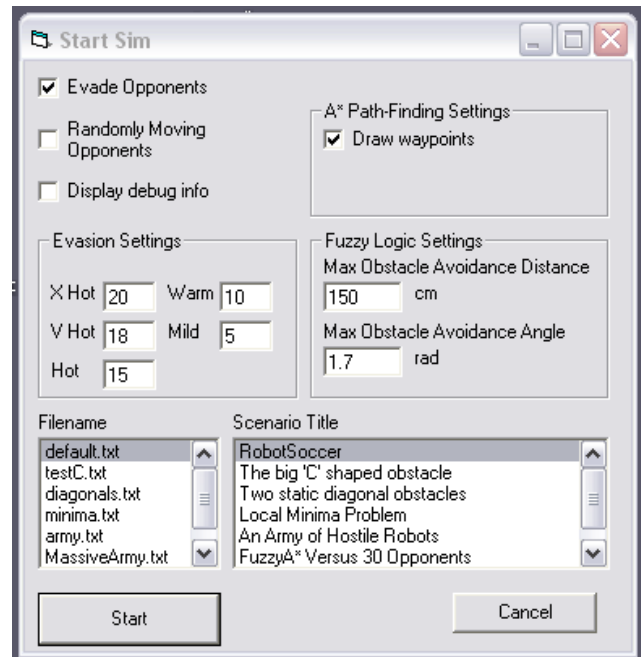 Start Sim
Evade Opponents
Randomly Moving
Opponents
Display debug info
A* Path-Finding Settings
Draw waypoints
Evasion Settings
X Hot 20 Warm 10
V Hot 18 Mild 5
Hot 15
Fuzzy Logic Settings
Max Obstacle Avoidance Distance
150 cm
Max Obstacle Avoidance Angle
1.7 rad
Filename
default.txt
testC.txt
diagonals.txt
minima.txt
army.txt
MassiveArmy.txt
Scenario Title
RobotSoccer
The big 'C' shaped obstacle
Two static diagonal obstacles
Local Minima Problem
An Army of Hostile Robots
FuzzyA* Versus 30 Opponents
Start
Cancel